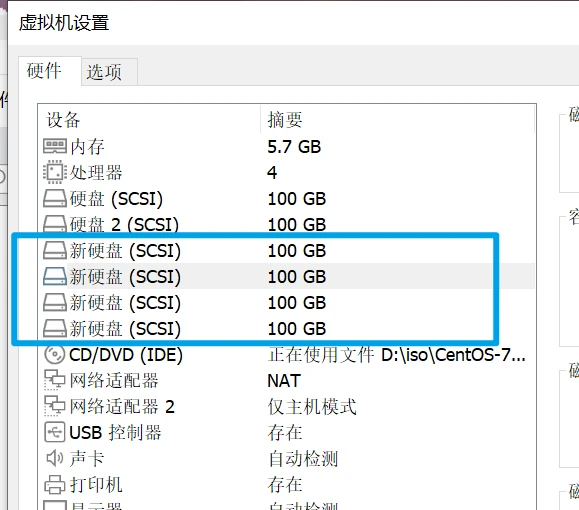 虚拟机设置
硬件 选项
设备 摘要
内存 5.7 GB
处理器 4
硬盘 (SCSI) 100 GB
硬盘 2 (SCSI) 100 GB
新硬盘 (SCSI) 100 GB
新硬盘 (SCSI) 100 GB
新硬盘 (SCSI) 100 GB
新硬盘 (SCSI) 100 GB
CD/DVD (IDE) 正在使用文件 D:\iso\CentOS-7...
网络适配器 NAT
网络适配器 2 仅主机模式
USB 控制器 存在
声卡 自动检测
打印机 存在
显示器 自动检测